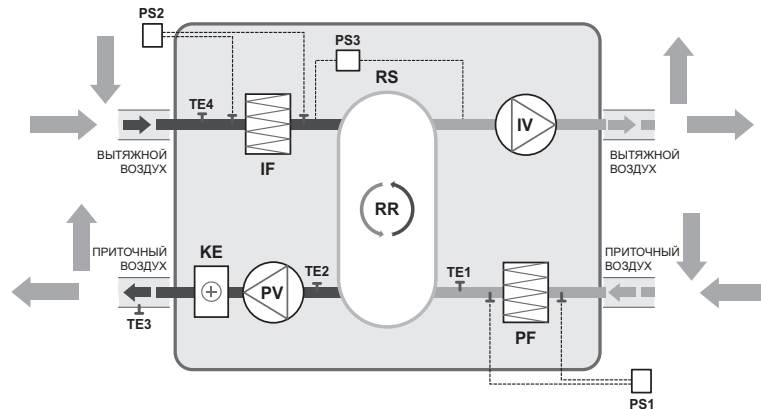 PS2
PS3
RS
TE4
IV
ВЫТЯЖНОЙ
ВОЗДУХ
IF
ВЫТЯЖНОЙ
ВОЗДУХ
RR
ПРИТОЧНЫЙ
ВОЗДУХ
KE
PV
TE2
TE1
ПРИТОЧНЫЙ
ВОЗДУХ
TE3
PF
PS1